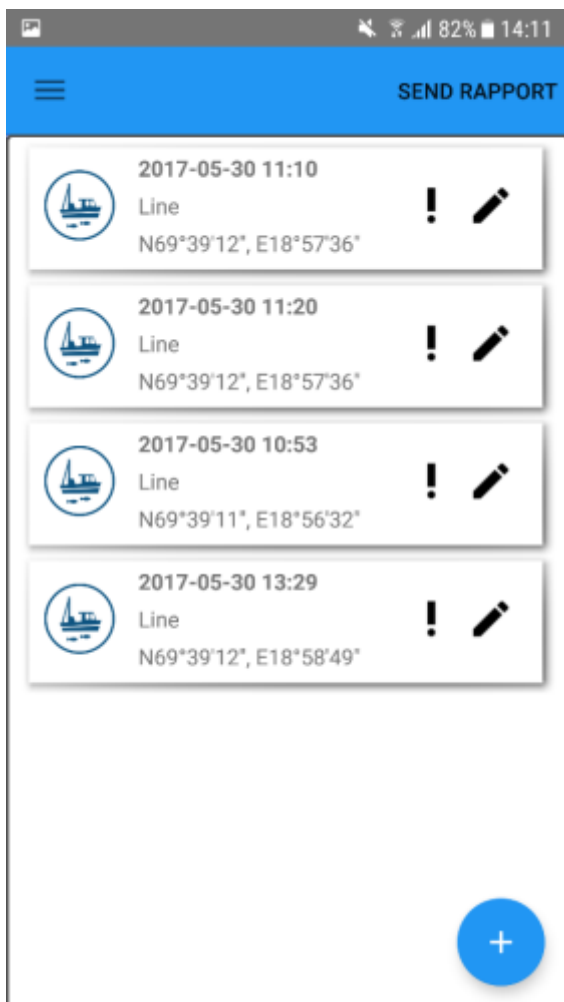 82% 14:11
SEND RAPPORT
2017-05-30 11:10
Line
N69°39'12", E18°57'36"
2017-05-30 11:20
Line
N69°39'12", E18°57'36"
2017-05-30 10:53
Line
N69°39'11", E18°56'32"
2017-05-30 13:29
Line
N69°39'12", E18°58'49"